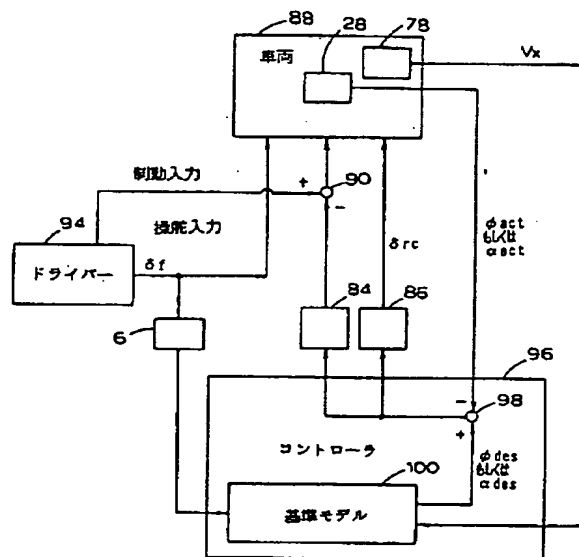 88
28
78
車両
Vx
制動入力
+
90
-
操舵入力
94
ドライバー
δf
δrc
φact
もしくは
αact
84
86
6
96
-
98
+
コントローラ
φdes
もしくは
αdes
100
基準モデル